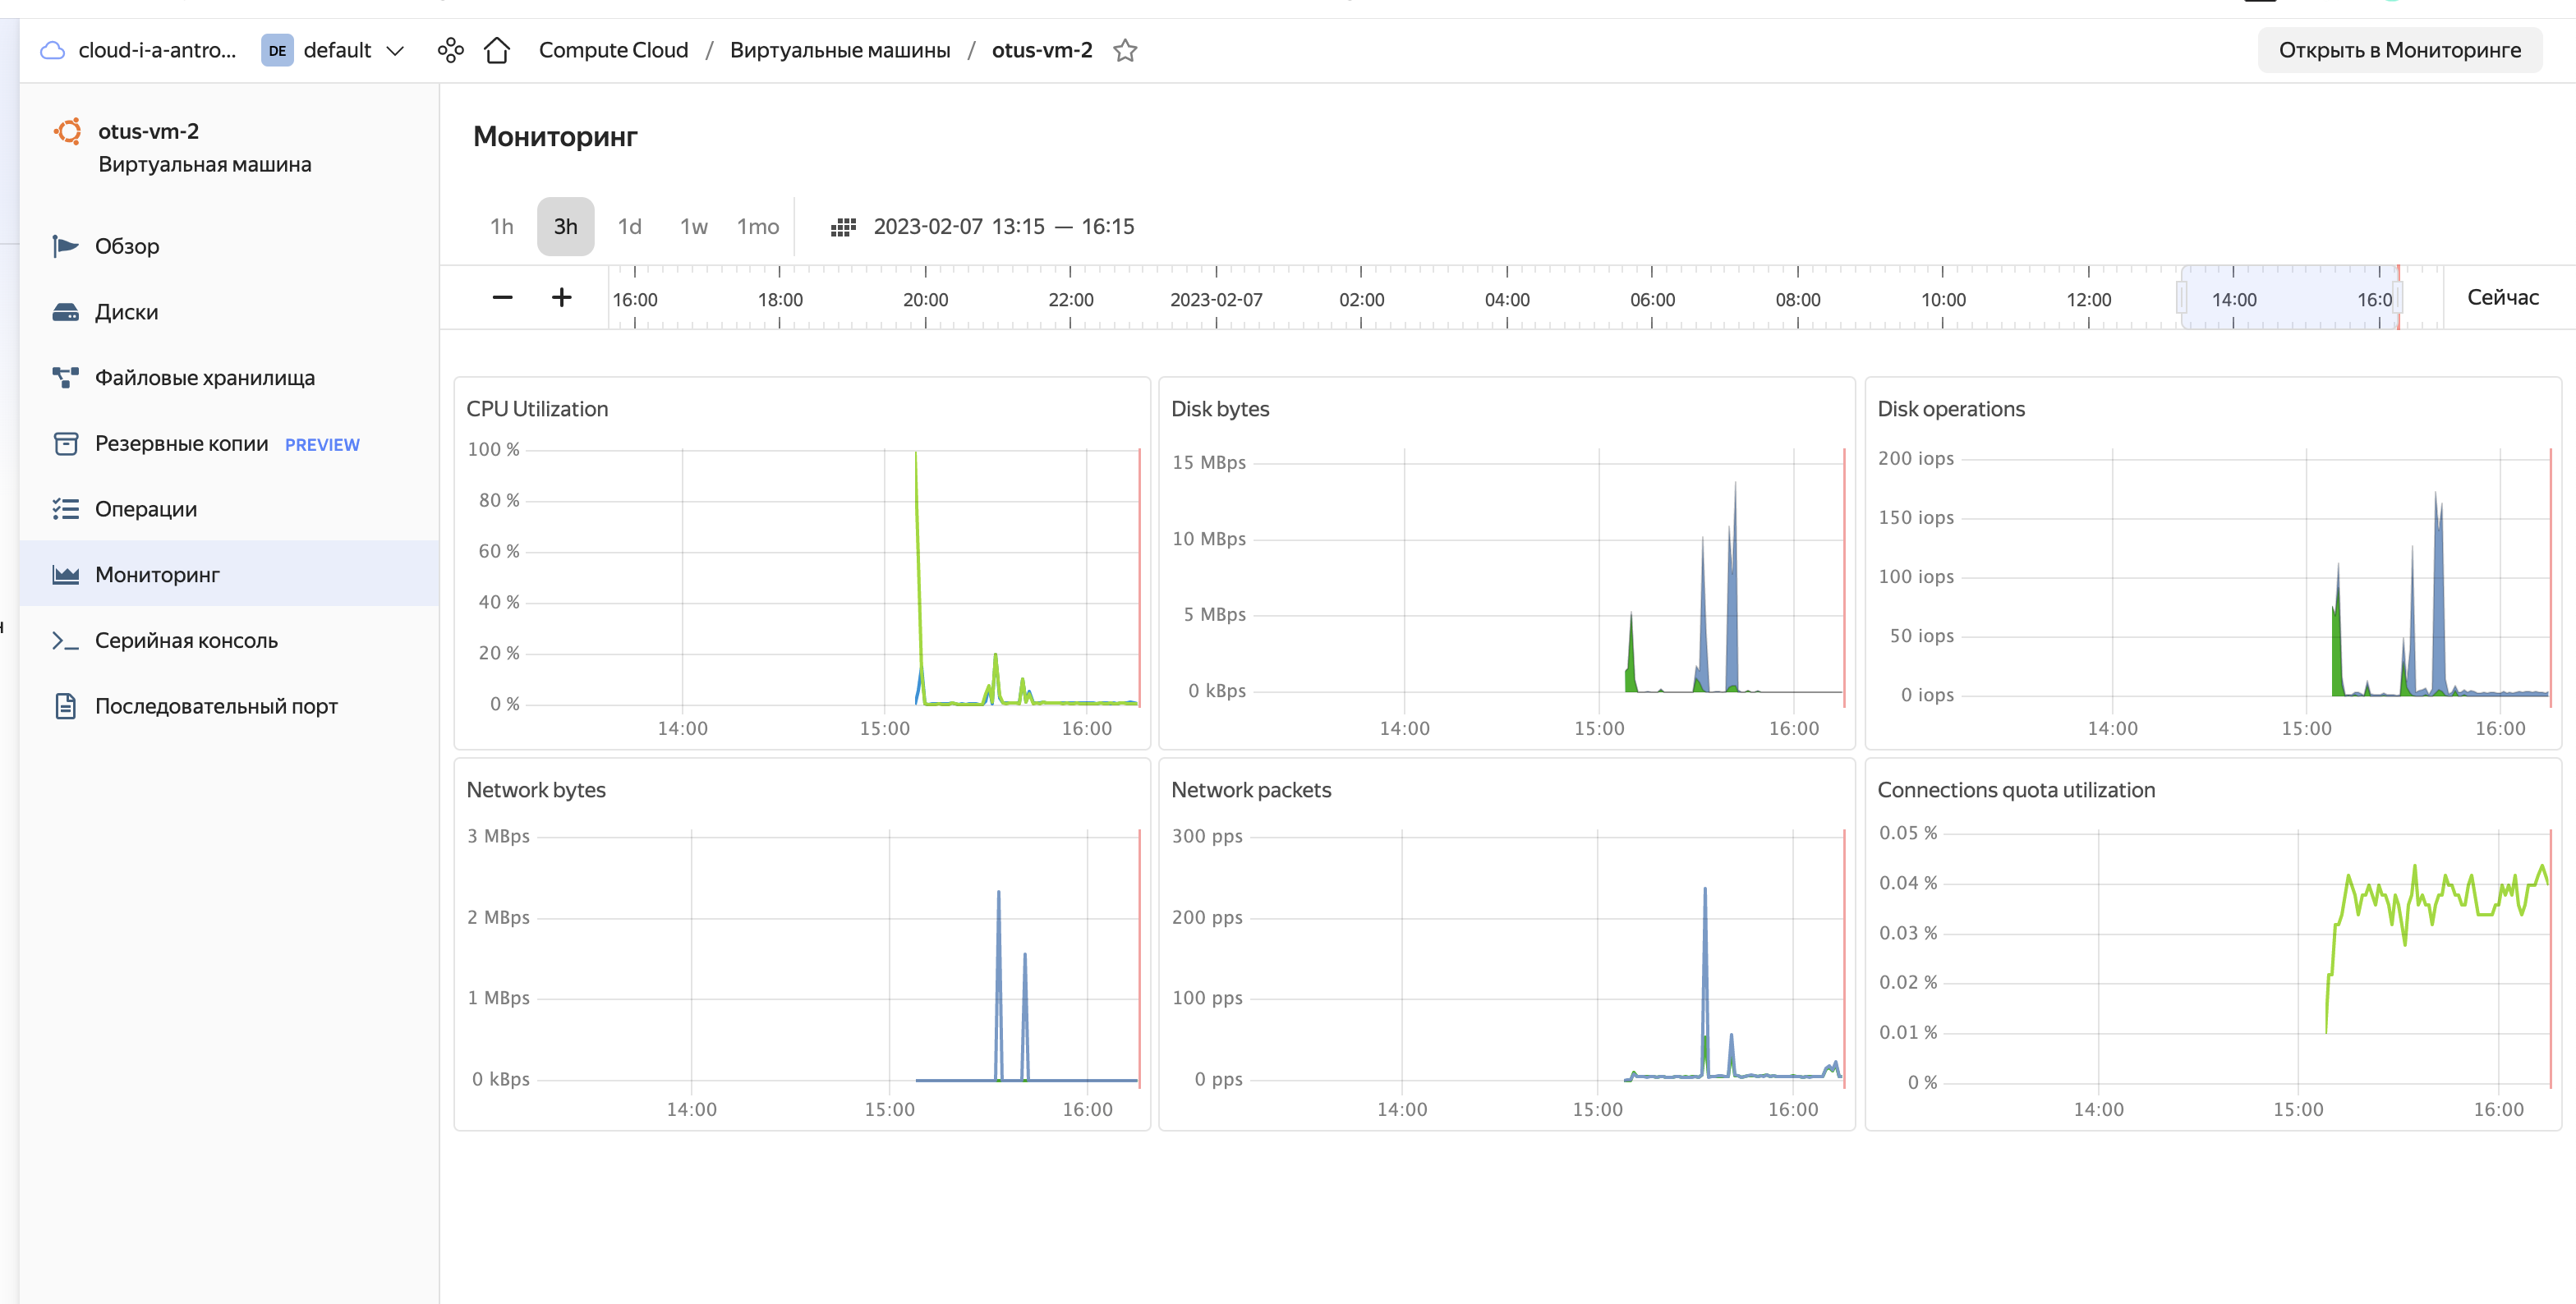 cloud-i-a-antro... DE default Compute Cloud / Виртуальные машины / otus-vm-2 Открыть в Мониторинге
otus-vm-2
Виртуальная машина
Обзор
Диски
Файловые хранилища
Резервные копии PREVIEW
Операции
Мониторинг
Серийная консоль
Последовательный порт
Мониторинг
1h 3h 1d 1w 1mo 2023-02-07 13:15 — 16:15
− + 16:00 18:00 20:00 22:00 2023-02-07 02:00 04:00 06:00 08:00 10:00 12:00 14:00 16:0 Сейчас
CPU Utilization
100 %
80 %
60 %
40 %
20 %
0 %
14:00 15:00 16:00
Disk bytes
15 MBps
10 MBps
5 MBps
0 kBps
14:00 15:00 16:00
Disk operations
200 iops
150 iops
100 iops
50 iops
0 iops
14:00 15:00 16:00
Network bytes
3 MBps
2 MBps
1 MBps
0 kBps
14:00 15:00 16:00
Network packets
300 pps
200 pps
100 pps
0 pps
14:00 15:00 16:00
Connections quota utilization
0.05 %
0.04 %
0.03 %
0.02 %
0.01 %
0 %
14:00 15:00 16:00